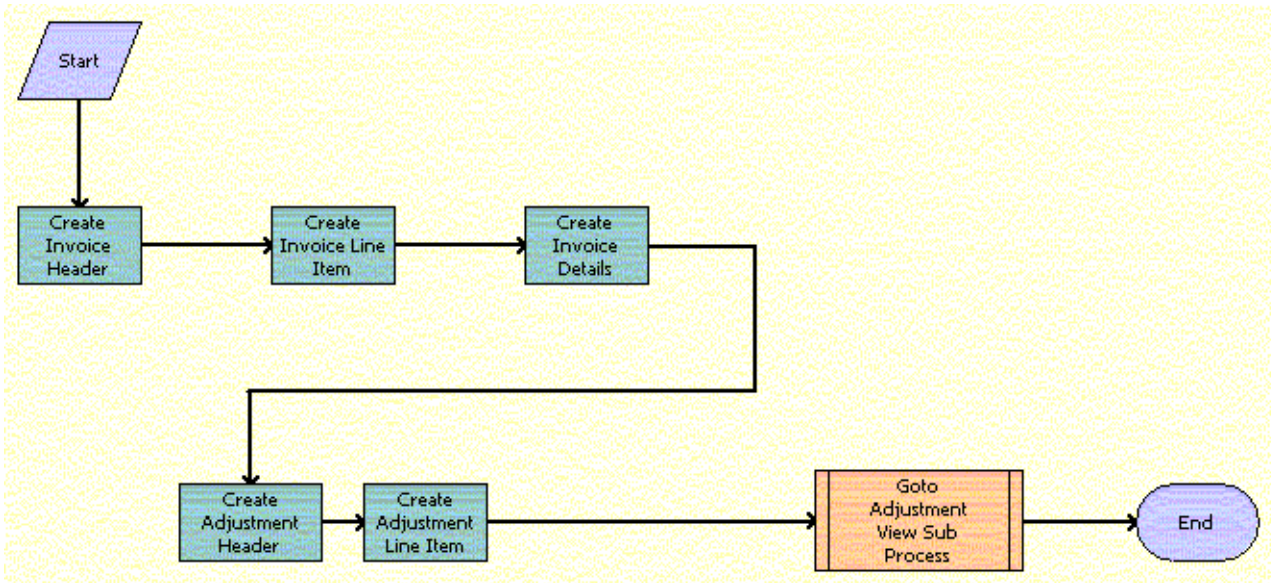 Start
Create
Invoice
Header
Create
Invoice Line
Item
Create
Invoice
Details
Create
Adjustment
Header
Create
Adjustment
Line Item
Goto
Adjustment
View Sub
Process
End